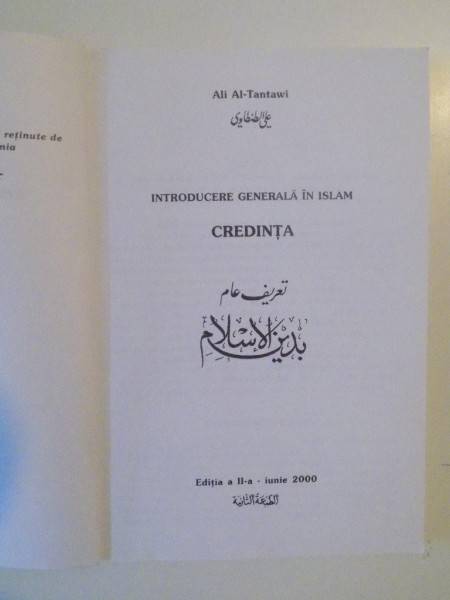 reținute de
nia
Ali Al-Tantawi
علي الطنطاوي
INTRODUCERE GENERALĂ ÎN ISLAM
CREDINȚA
تعريف عام
بدين الإسلام
Ediția a II-a - iunie 2000
الطبعة الثانية